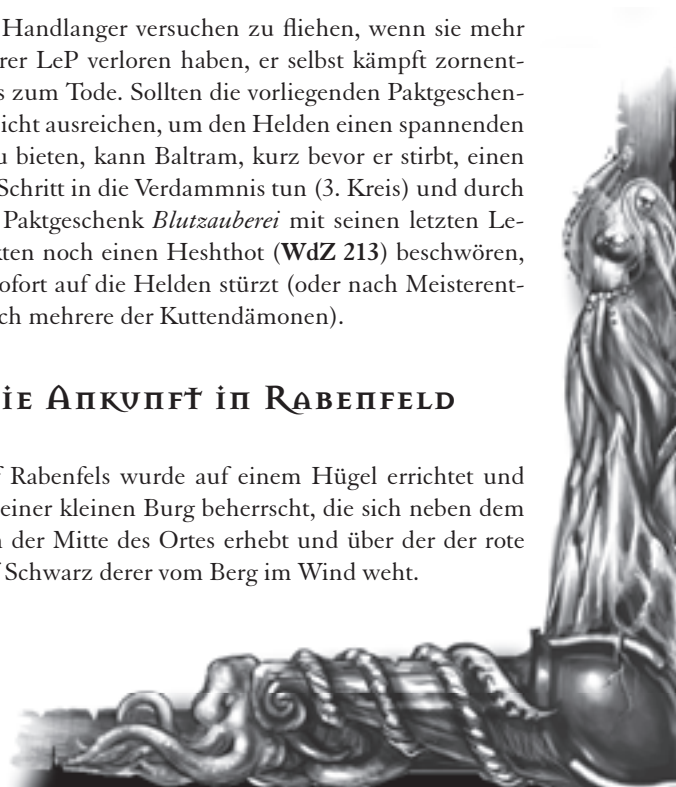 Handlanger versuchen zu fliehen, wenn sie mehr
rer LeP verloren haben, er selbst kämpft zornent-
s zum Tode. Sollten die vorliegenden Paktgeschen-
icht ausreichen, um den Helden einen spannenden
u bieten, kann Baltram, kurz bevor er stirbt, einen
Schritt in die Verdammnis tun (3. Kreis) und durch
Paktgeschenk Blutzauberei mit seinen letzten Le-
kten noch einen Heshthot (WdZ 213) beschwören,
ofort auf die Helden stürzt (oder nach Meisterent-
ch mehrere der Kuttendämonen).
ie Ankunft in Rabenfeld
f Rabenfels wurde auf einem Hügel errichtet und
einer kleinen Burg beherrscht, die sich neben dem
n der Mitte des Ortes erhebt und über der der rote
f Schwarz derer vom Berg im Wind weht.